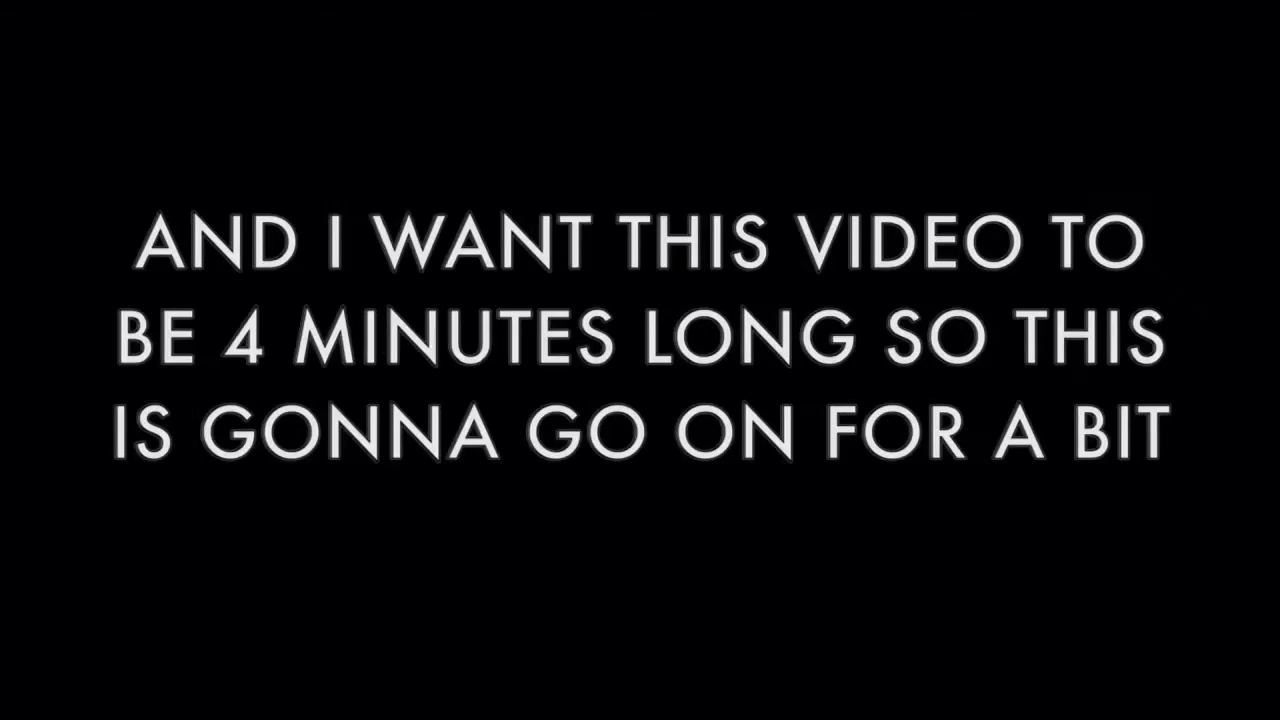 AND I WANT THIS VIDEO TO
BE 4 MINUTES LONG SO THIS
IS GONNA GO ON FOR A BIT